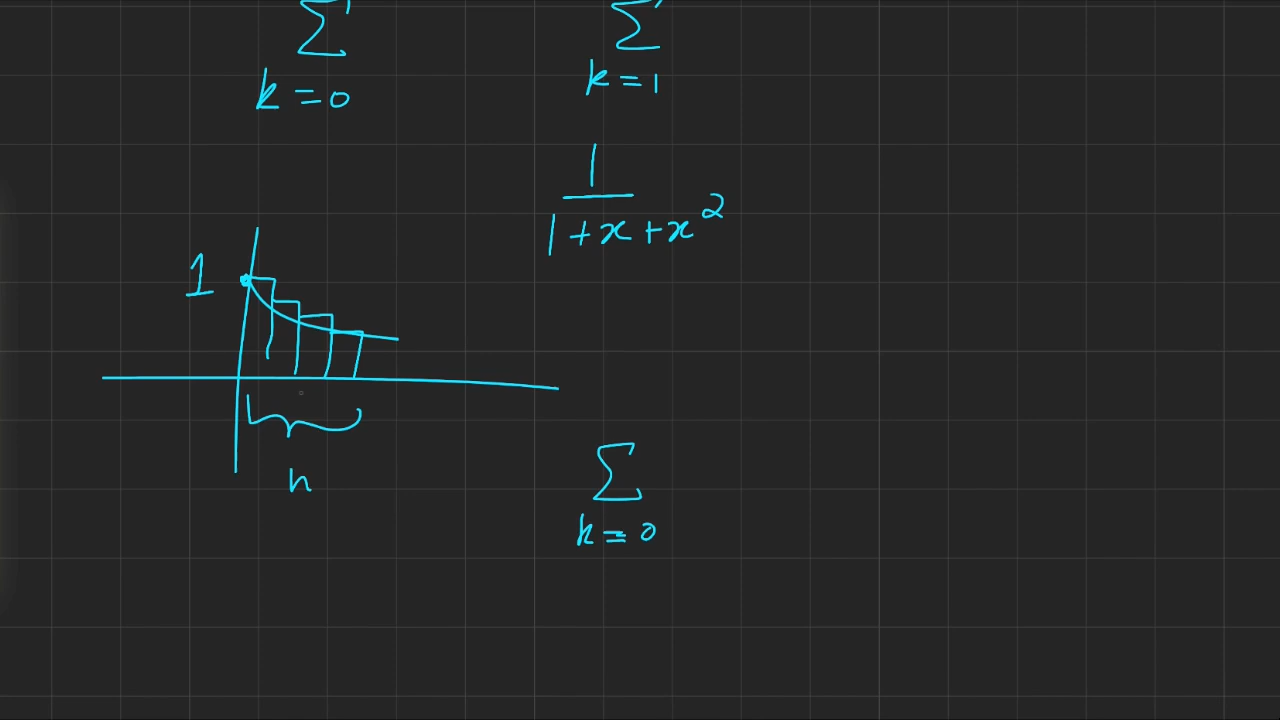 ∑ ∑
k = 0 k = 1
1
1 + x + x²
1
n
∑
k = 0